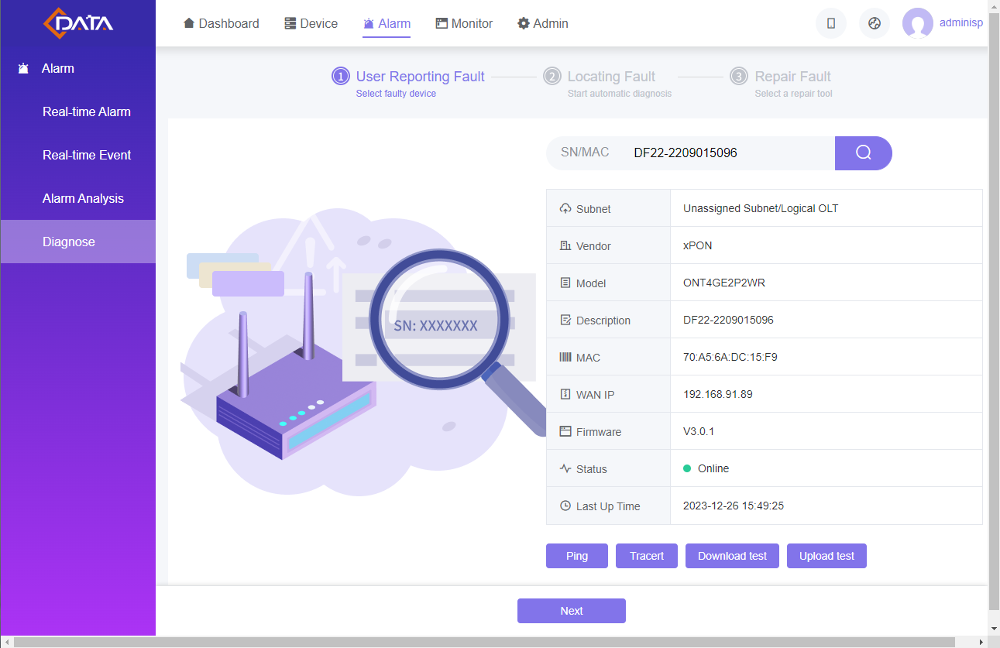 DATA
Dashboard Device Alarm Monitor Admin adminisp
Alarm
Real-time Alarm
Real-time Event
Alarm Analysis
Diagnose
1 User Reporting Fault
Select faulty device
2 Locating Fault
Start automatic diagnosis
3 Repair Fault
Select a repair tool
SN: XXXXXXX
SN/MAC DF22-2209015096
Subnet Unassigned Subnet/Logical OLT
Vendor xPON
Model ONT4GE2P2WR
Description DF22-2209015096
MAC 70:A5:6A:DC:15:F9
WAN IP 192.168.91.89
Firmware V3.0.1
Status Online
Last Up Time 2023-12-26 15:49:25
Ping Tracert Download test Upload test
Next